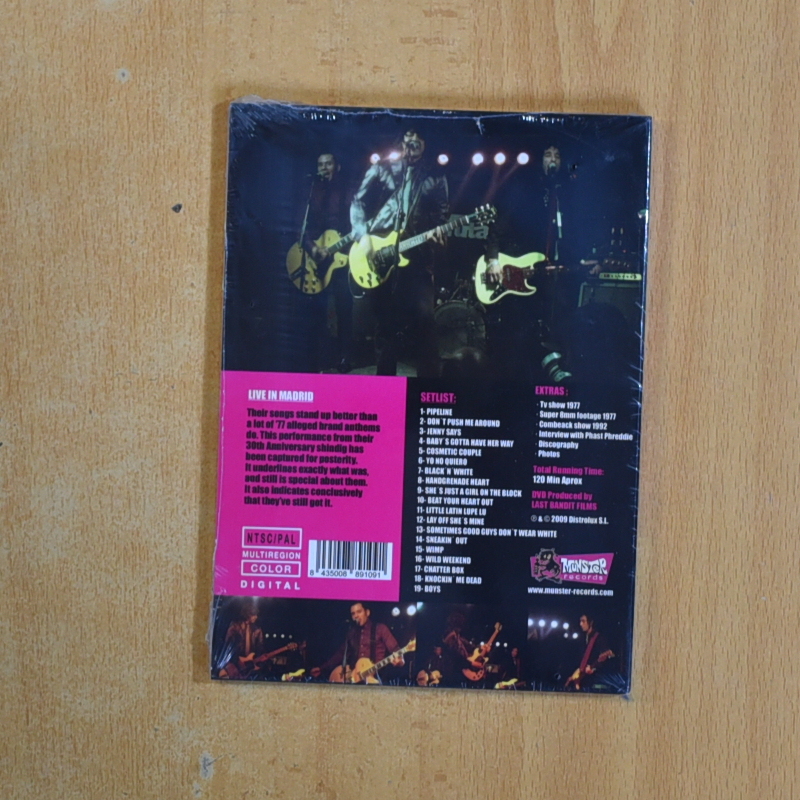 LIVE IN MADRID
Their songs stand up better than
a lot of '77 alleged brand anthems
do. This performance from their
30th Anniversary shindig has
been captured for posterity.
It underlines exactly what was,
and still is special about them.
It also indicates conclusively
that they've still got it.
NTSC/PAL
MULTIREGION
COLOR
DIGITAL
8 435008 891091
SETLIST:
1- PIPELINE
2- DON´T PUSH ME AROUND
3- JENNY SAYS
4- BABY´S GOTTA HAVE HER WAY
5- COSMETIC COUPLE
6- YO NO QUIERO
7- BLACK´N´WHITE
8- HANDGRENADE HEART
9- SHE´S JUST A GIRL ON THE BLOCK
10- BEAT YOUR HEART OUT
11- LITTLE LATIN LUPE LU
12- LAY OFF SHE´S MINE
13- SOMETIMES GOOD GUYS DON´T WEAR WHITE
14- SNEAKIN´OUT
15- WIMP
16- WILD WEEKEND
17- CHATTER BOX
18- KNOCKIN´ME DEAD
19- BOYS
EXTRAS :
· Tv show 1977
· Super 8mm footage 1977
· Combeack show 1992
· Interview with Phast Phreddie
· Discography
· Photos
Total Running Time:
120 Min Aprox
DVD Produced by
LAST BANDIT FILMS
℗ & © 2009 Distrolux S.L.
MUNSTER
records
www.munster-records.com